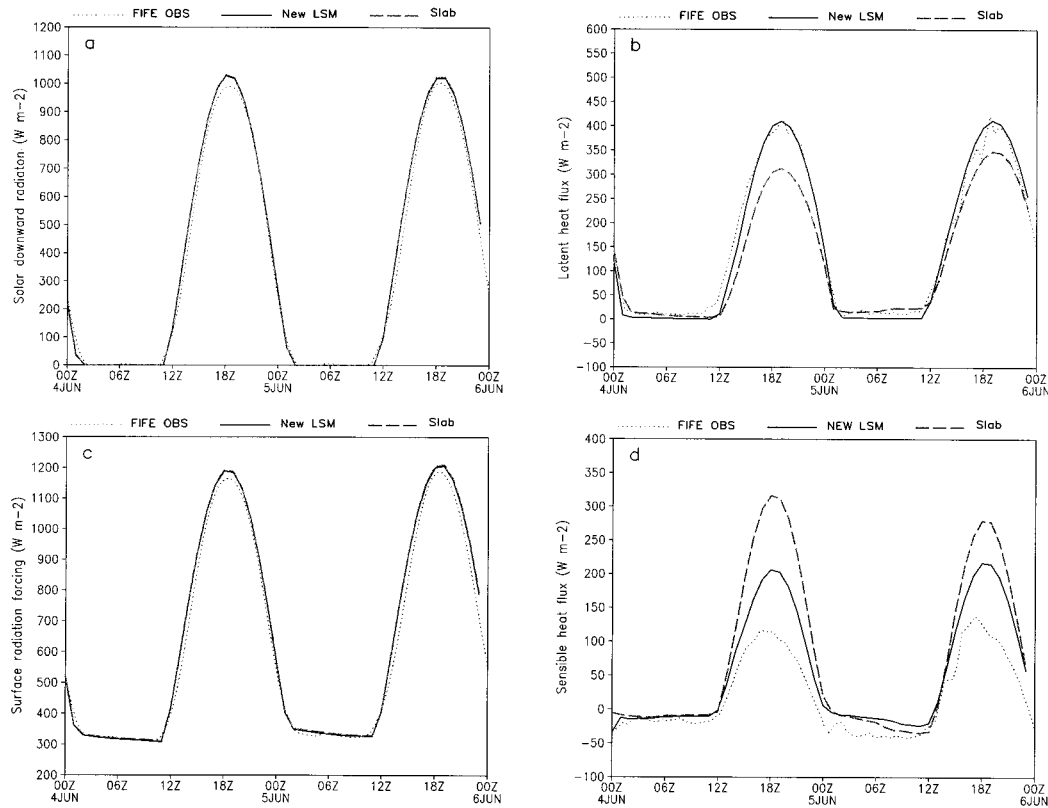 FIFE OBS New LSM Slab
a
Solar downward radiaton (W m-2)
1200
1100
1000
900
800
700
600
500
400
300
200
100
0
00Z 06Z 12Z 18Z 00Z 06Z 12Z 18Z 00Z
4JUN 5JUN 6JUN
FIFE OBS New LSM Slab
b
Latent heat flux (W m-2)
600
550
500
450
400
350
300
250
200
150
100
50
0
-50
-100
00Z 06Z 12Z 18Z 00Z 06Z 12Z 18Z 00Z
4JUN 5JUN 6JUN
FIFE OBS New LSM Slab
c
Surface radiation forcing (W m-2)
1300
1200
1100
1000
900
800
700
600
500
400
300
200
00Z 06Z 12Z 18Z 00Z 06Z 12Z 18Z 00Z
4JUN 5JUN 6JUN
FIFE OBS NEW LSM Slab
d
Sensible heat flux (W m-2)
400
350
300
250
200
150
100
50
0
-50
-100
00Z 06Z 12Z 18Z 00Z 06Z 12Z 18Z 00Z
4JUN 5JUN 6JUN